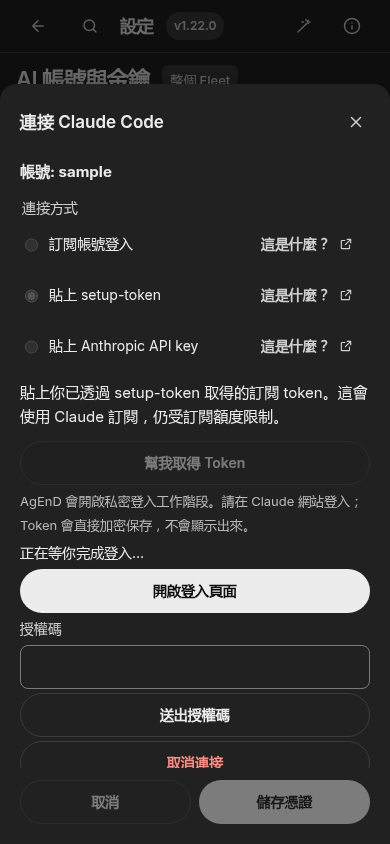 設定
v1.22.0
AI 帳號與金鑰
整個 Fleet
連接 Claude Code
帳號: sample
連接方式
訂閱帳號登入
這是什麼？
貼上 setup-token
這是什麼？
貼上 Anthropic API key
這是什麼？
貼上你已透過 setup-token 取得的訂閱 token。這會
使用 Claude 訂閱，仍受訂閱額度限制。
幫我取得 Token
AgEnD 會開啟私密登入工作階段。請在 Claude 網站登入；
Token 會直接加密保存，不會顯示出來。
正在等你完成登入…
開啟登入頁面
授權碼
送出授權碼
取消連接
取消
儲存憑證